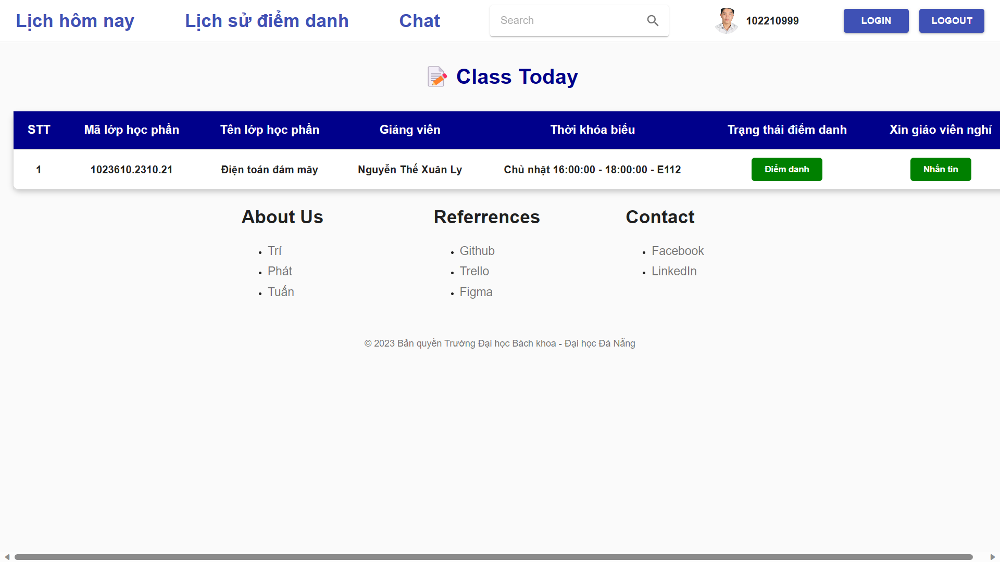 Lịch hôm nay Lịch sử điểm danh Chat Search 102210999 LOGIN LOGOUT
Class Today
STT Mã lớp học phần Tên lớp học phần Giảng viên Thời khóa biểu Trạng thái điểm danh Xin giáo viên nghỉ
1 1023610.2310.21 Điện toán đám mây Nguyễn Thế Xuân Ly Chủ nhật 16:00:00 - 18:00:00 - E112 Điểm danh Nhắn tin
About Us Referrences Contact
Trí Github Facebook
Phát Trello LinkedIn
Tuấn Figma
© 2023 Bản quyền Trường Đại học Bách khoa - Đại học Đà Nẵng